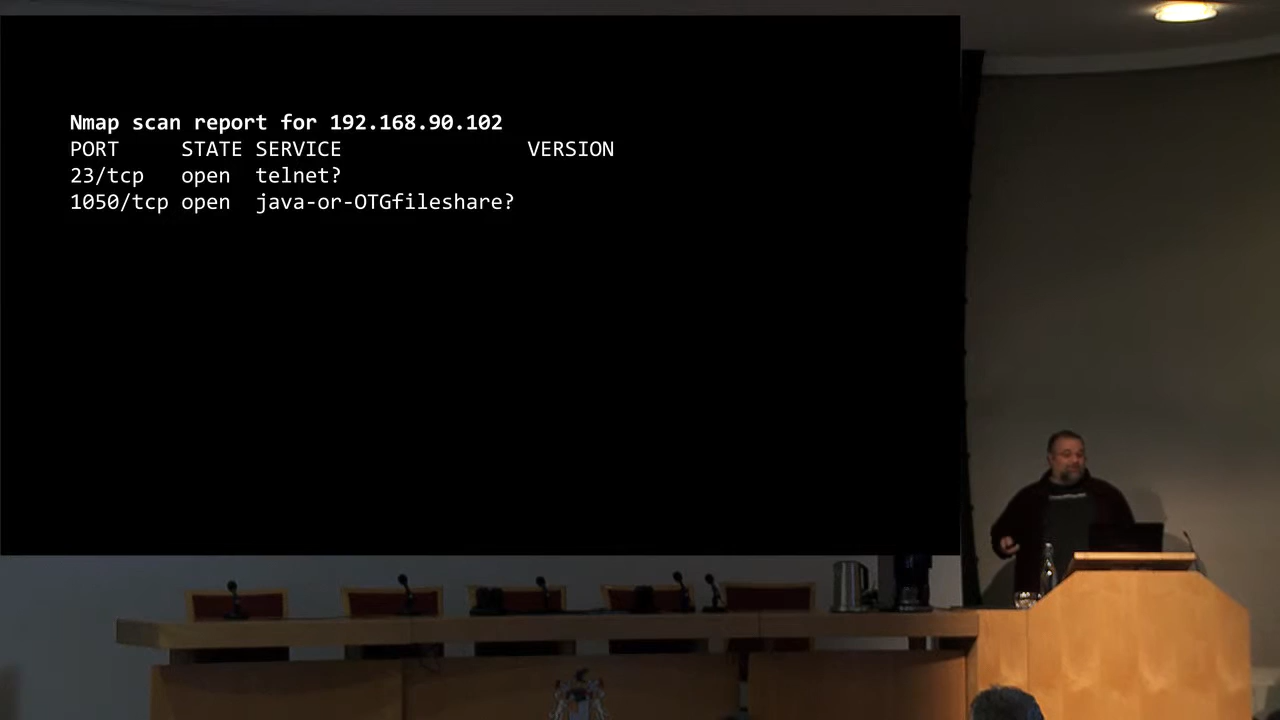 Nmap scan report for 192.168.90.102
PORT STATE SERVICE VERSION
23/tcp open telnet?
1050/tcp open java-or-OTGfileshare?